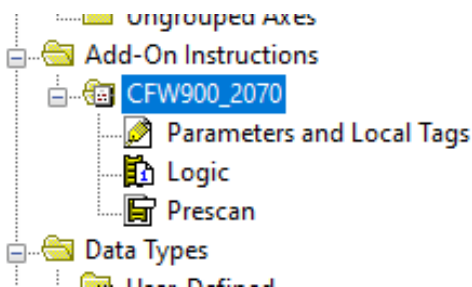 Ungrouped Axes
Add-On Instructions
CFW900_2070
Parameters and Local Tags
Logic
Prescan
Data Types
User-Defined